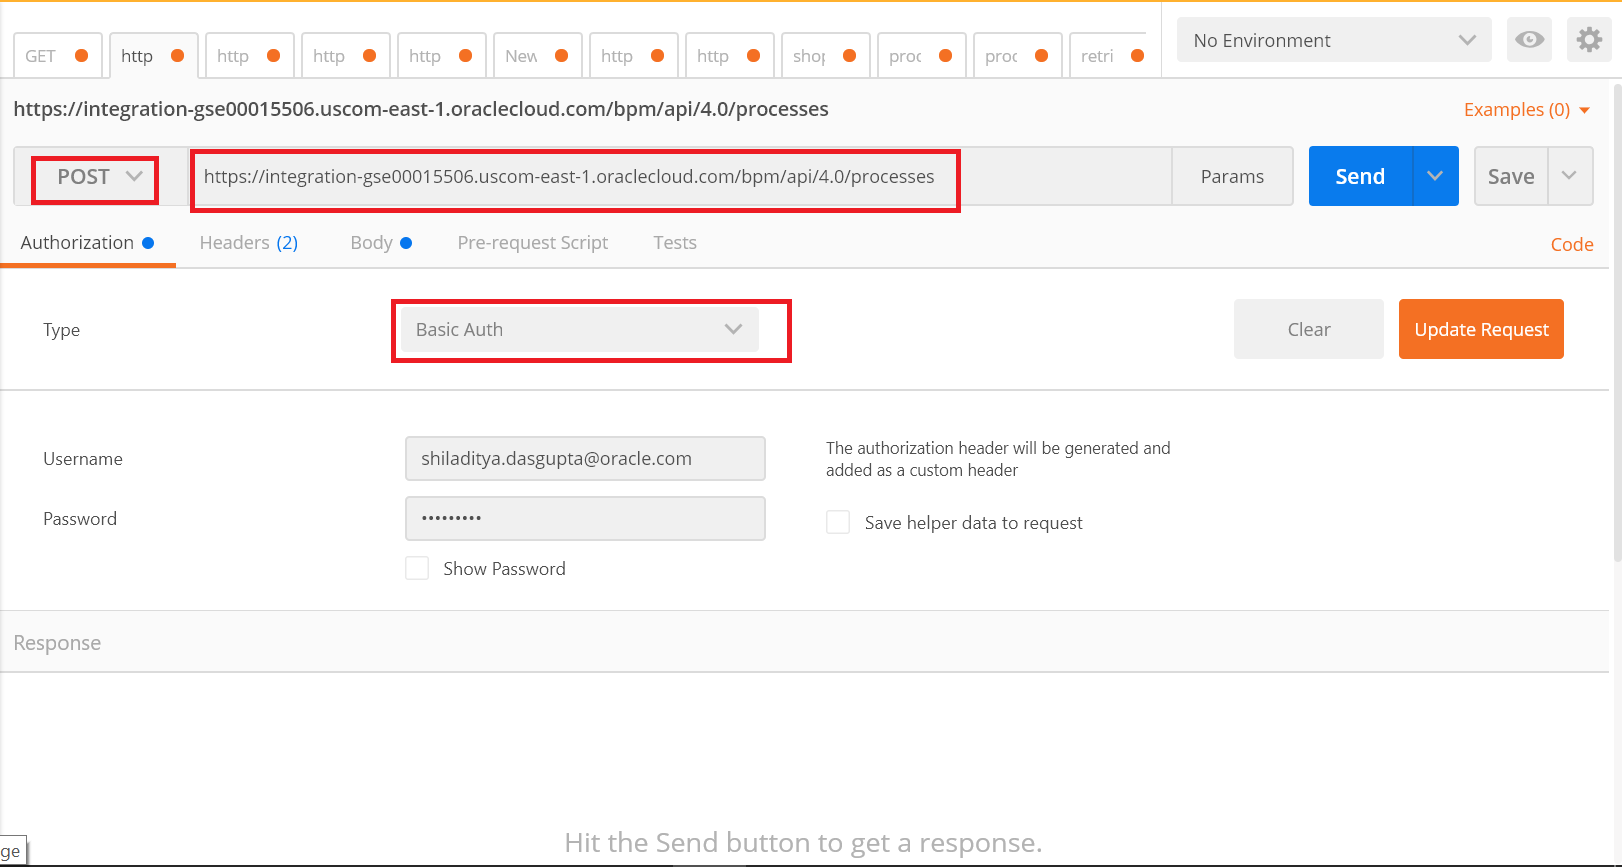 GET http http http http New http http shop proc proc retri No Environment
https://integration-gse00015506.uscom-east-1.oraclecloud.com/bpm/api/4.0/processes Examples (0)
POST https://integration-gse00015506.uscom-east-1.oraclecloud.com/bpm/api/4.0/processes Params Send Save
Authorization Headers (2) Body Pre-request Script Tests Code
Type Basic Auth Clear Update Request
Username shiladitya.dasgupta@oracle.com The authorization header will be generated and
added as a custom header
Password ••••••••• Save helper data to request
Show Password
Response
Hit the Send button to get a response.
ge